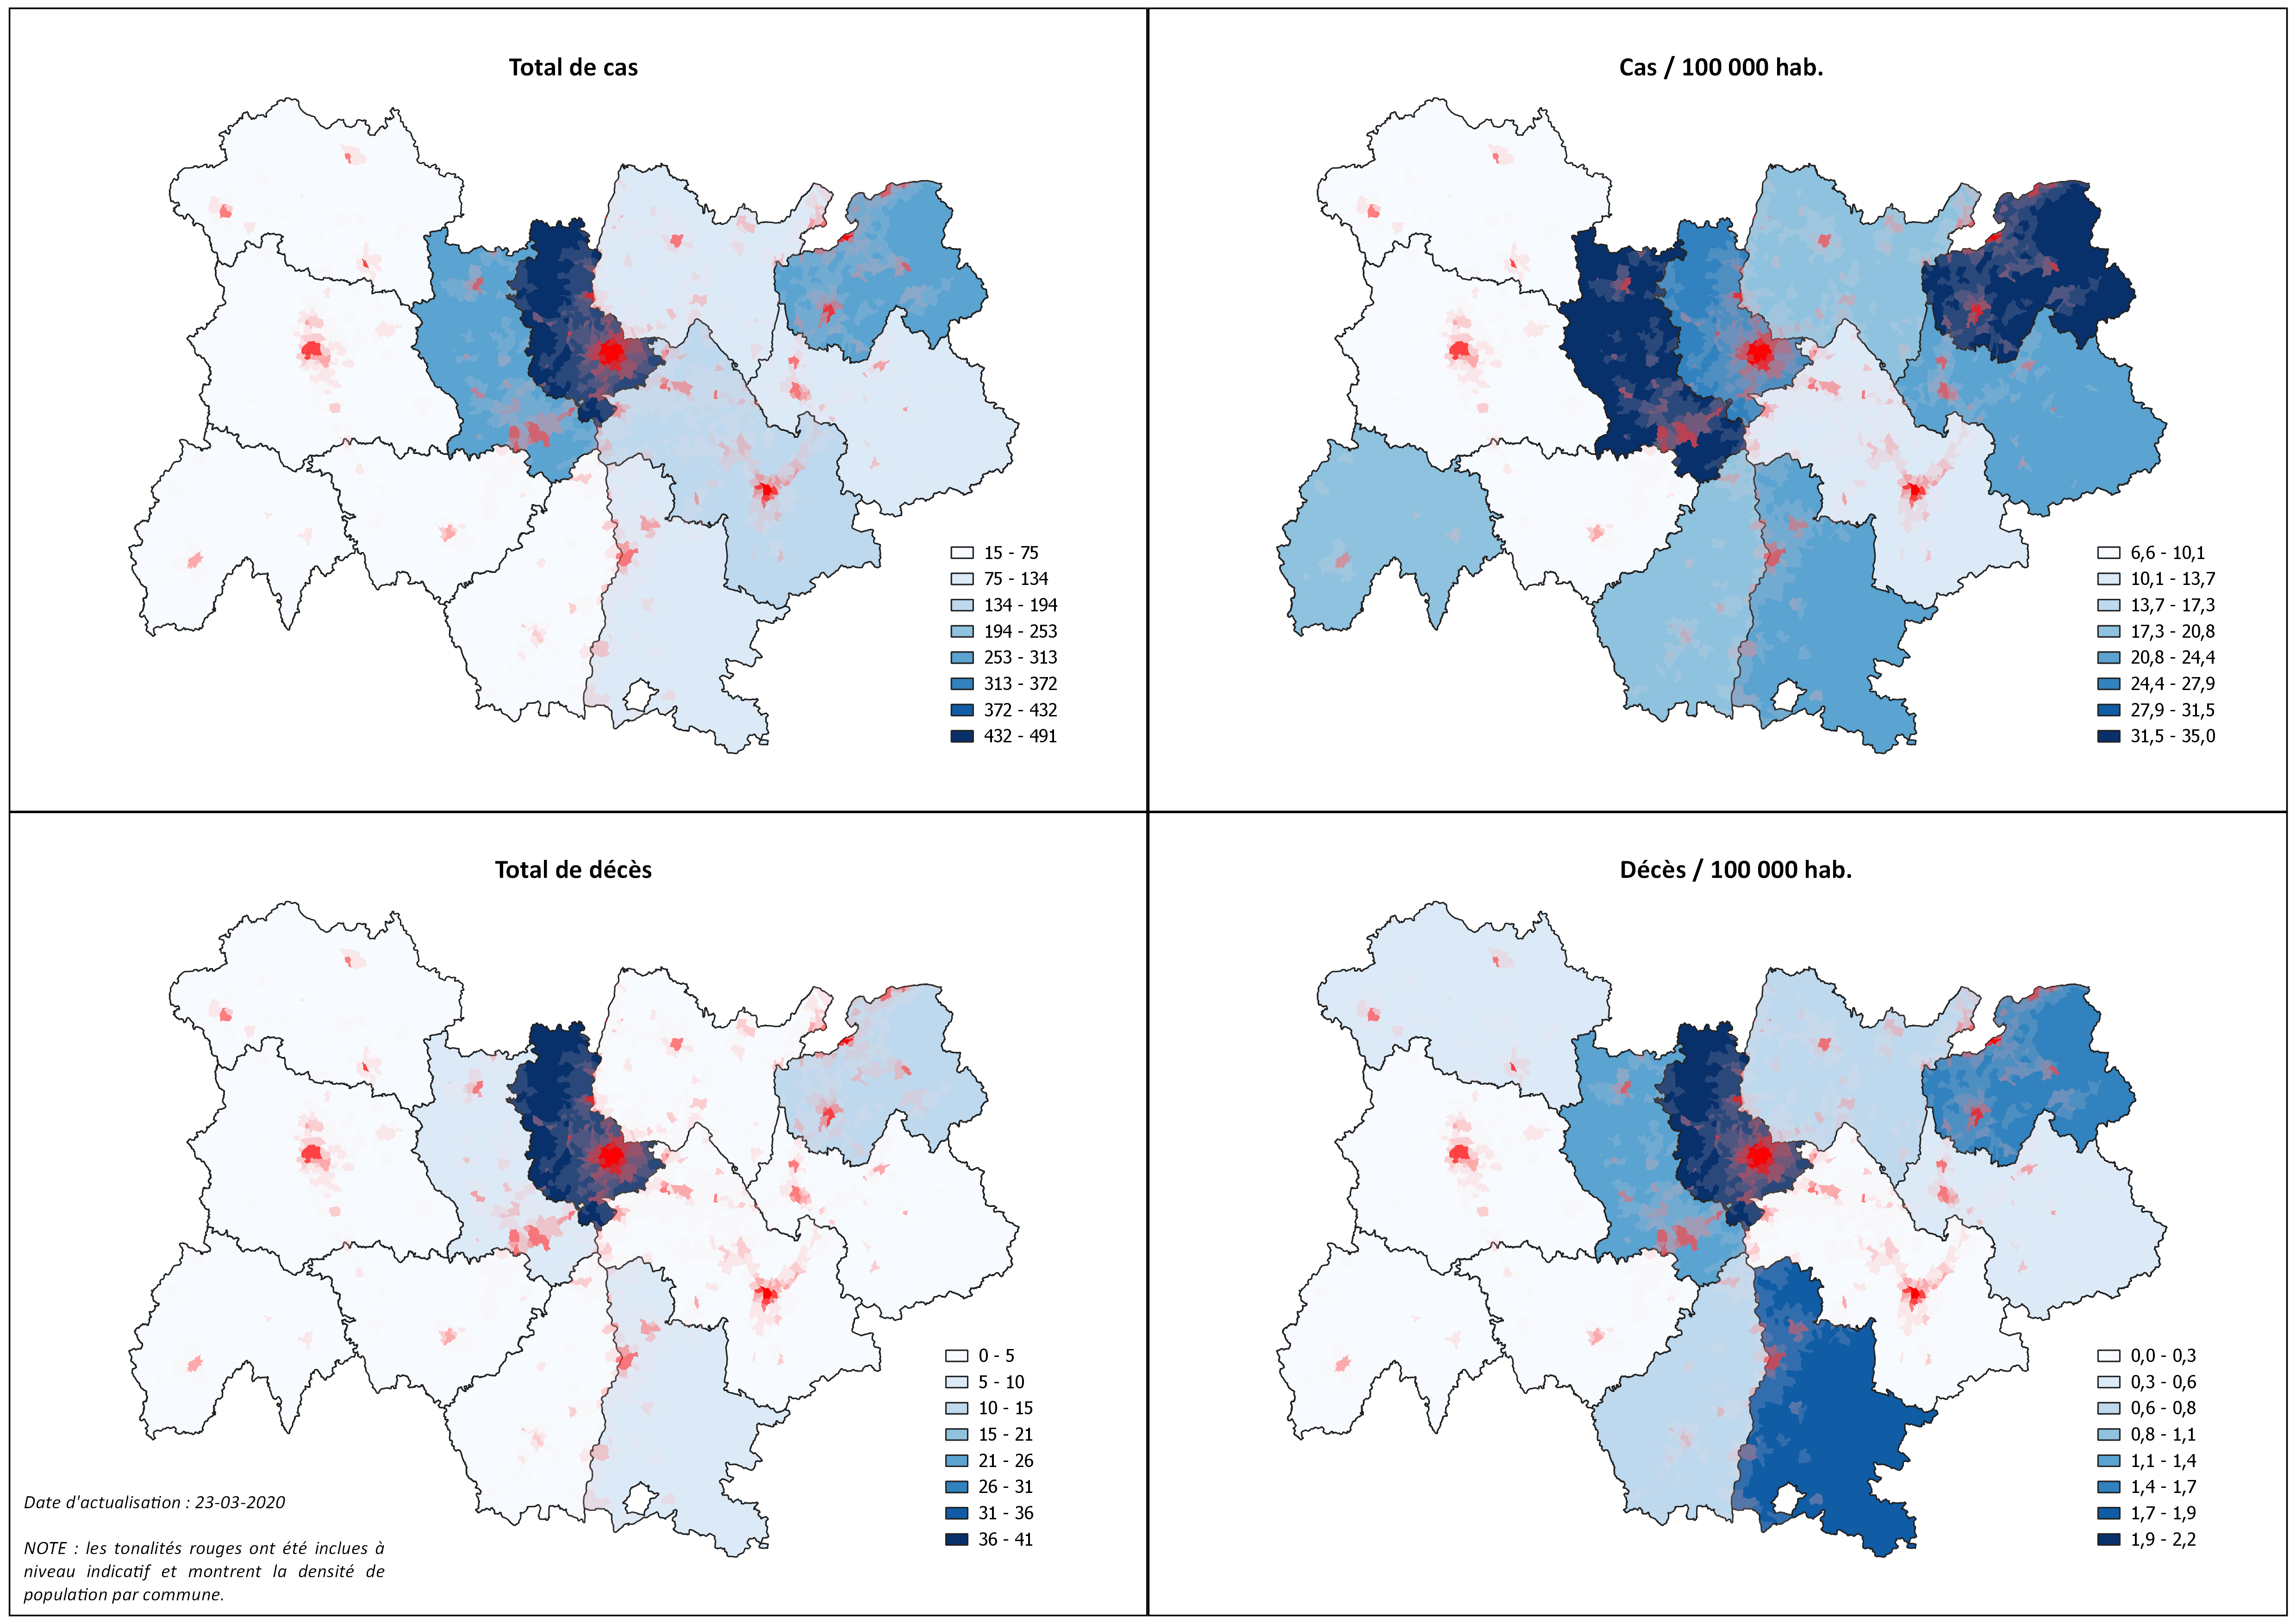 Total de cas
15 - 75
75 - 134
134 - 194
194 - 253
253 - 313
313 - 372
372 - 432
432 - 491
Cas / 100 000 hab.
6,6 - 10,1
10,1 - 13,7
13,7 - 17,3
17,3 - 20,8
20,8 - 24,4
24,4 - 27,9
27,9 - 31,5
31,5 - 35,0
Total de décès
0 - 5
5 - 10
10 - 15
15 - 21
21 - 26
26 - 31
31 - 36
36 - 41
Date d'actualisation : 23-03-2020
NOTE : les tonalités rouges ont été inclues à
niveau indicatif et montrent la densité de
population par commune.
Décès / 100 000 hab.
0,0 - 0,3
0,3 - 0,6
0,6 - 0,8
0,8 - 1,1
1,1 - 1,4
1,4 - 1,7
1,7 - 1,9
1,9 - 2,2